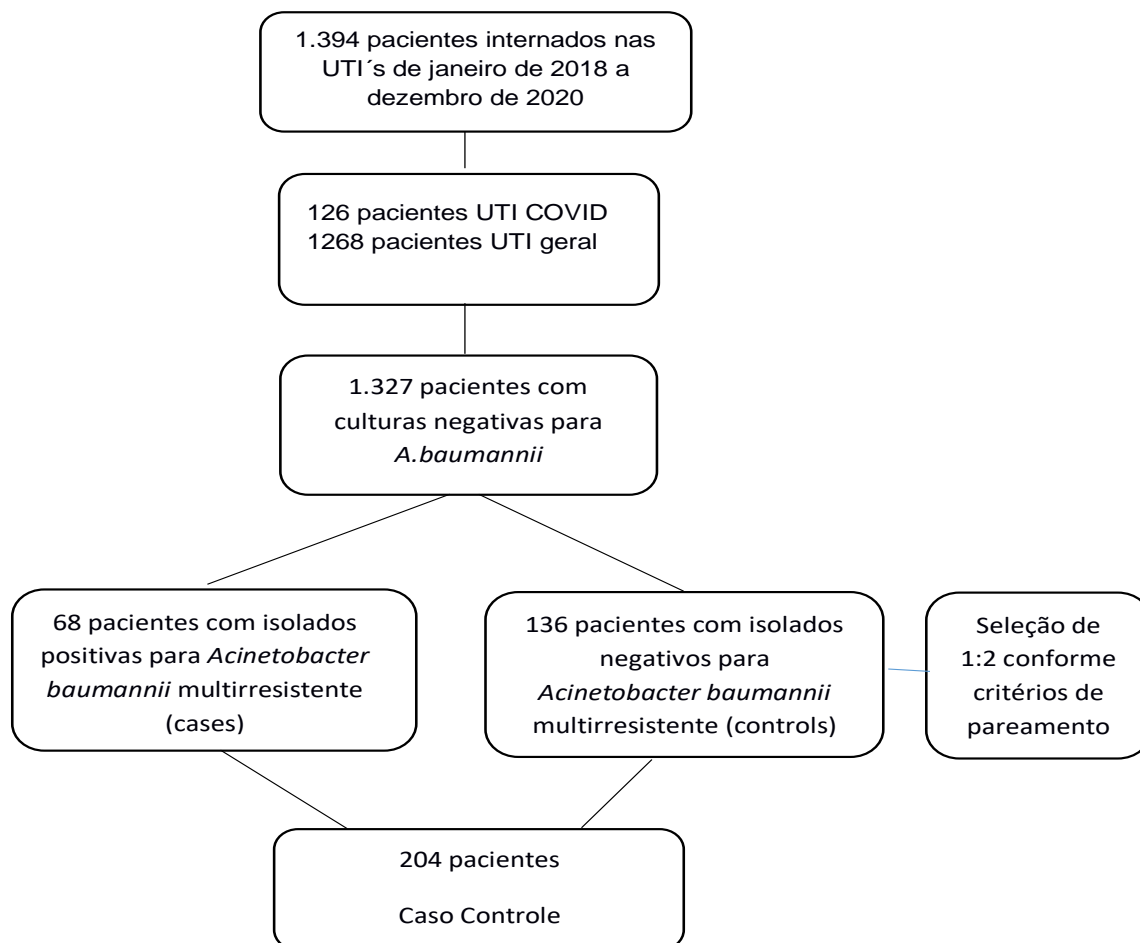 1.394 pacientes internados nas
UTI´s de janeiro de 2018 a
dezembro de 2020
126 pacientes UTI COVID
1268 pacientes UTI geral
1.327 pacientes com
culturas negativas para
A.baumannii
68 pacientes com isolados
positivas para Acinetobacter
baumannii multirresistente
(cases)
136 pacientes com isolados
negativos para
Acinetobacter baumannii
multirresistente (controls)
Seleção de
1:2 conforme
critérios de
pareamento
204 pacientes
Caso Controle